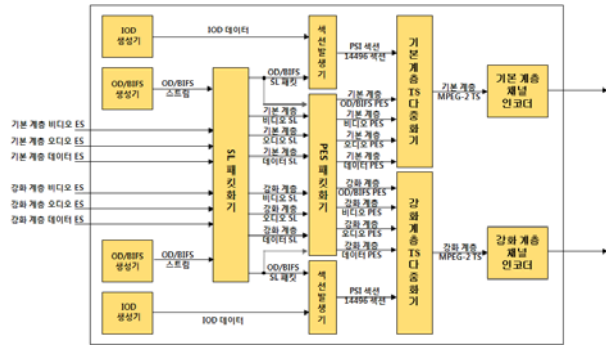 IOD
생성기
IOD 데이터
OD/BIFS
생성기
OD/BIFS
스트림
기본 계층 비디오 ES
기본 계층 오디오 ES
기본 계층 데이터 ES
강화 계층 비디오 ES
강화 계층 오디오 ES
강화 계층 데이터 ES
OD/BIFS
생성기
OD/BIFS
스트림
IOD
생성기
IOD 데이터
SL 패킷화기
OD/BIFS
SL 패킷
기본 계층
비디오 SL
기본 계층
오디오 SL
기본 계층
데이터 SL
강화 계층
비디오 SL
강화 계층
오디오 SL
강화 계층
데이터 SL
OD/BIFS
SL 패킷
섹션발생기
PES 패킷화기
섹션발생기
PSI 섹션
14496 섹션
기본 계층
OD/BIFS PES
기본 계층
비디오 PES
기본 계층
오디오 PES
기본 계층
데이터 PES
강화 계층
OD/BIFS PES
강화 계층
비디오 PES
강화 계층
오디오 PES
강화 계층
데이터 PES
PSI 섹션
14496 섹션
기본 계층 TS 다중화기
강화 계층 TS 다중화기
기본 계층
MPEG-2 TS
강화 계층
MPEG-2 TS
기본 계층
채널
인코더
강화 계층
채널
인코더